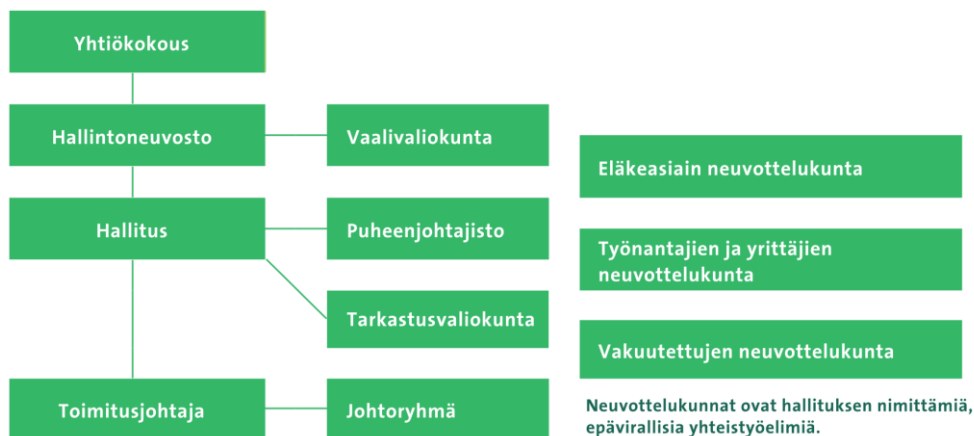 Yhtiökokous
Hallintoneuvosto
Vaalivaliokunta
Hallitus
Puheenjohtajisto
Tarkastusvaliokunta
Toimitusjohtaja
Johtoryhmä
Eläkeasiain neuvottelukunta
Työnantajien ja yrittäjien
neuvottelukunta
Vakuutettujen neuvottelukunta
Neuvottelukunnat ovat hallituksen nimittämiä,
epävirallisia yhteistyöelimiä.